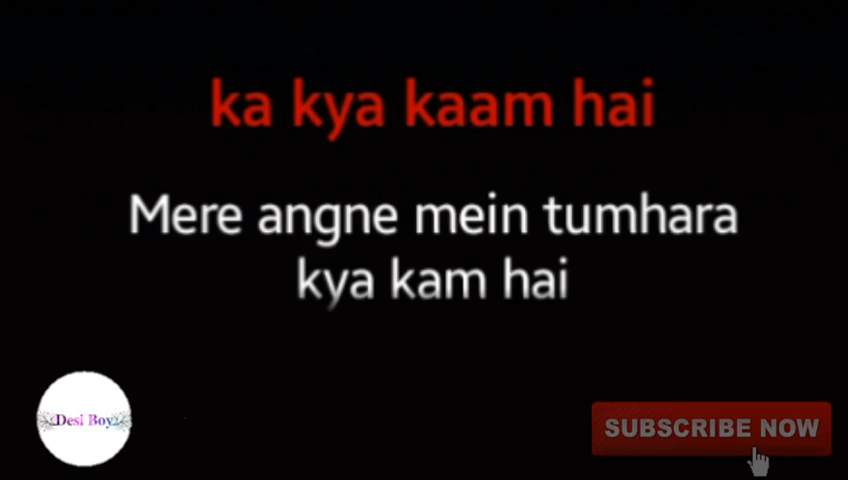 ka kya kaam hai
Mere angne mein tumhara
kya kam hai
Desi Boy
SUBSCRIBE NOW